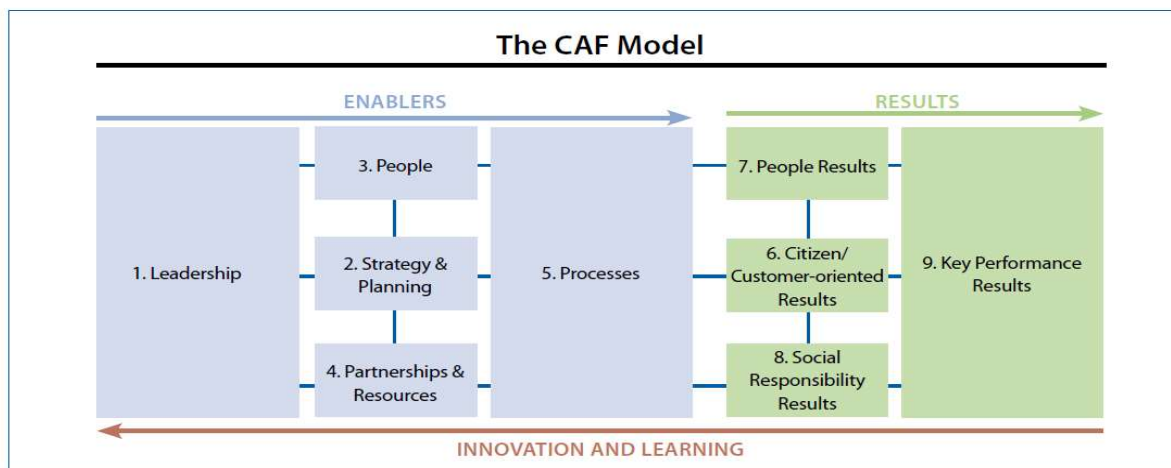 The CAF Model
ENABLERS
RESULTS
1. Leadership
3. People
2. Strategy &
Planning
4. Partnerships &
Resources
5. Processes
7. People Results
6. Citizen/
Customer-oriented
Results
8. Social
Responsibility
Results
9. Key Performance
Results
INNOVATION AND LEARNING